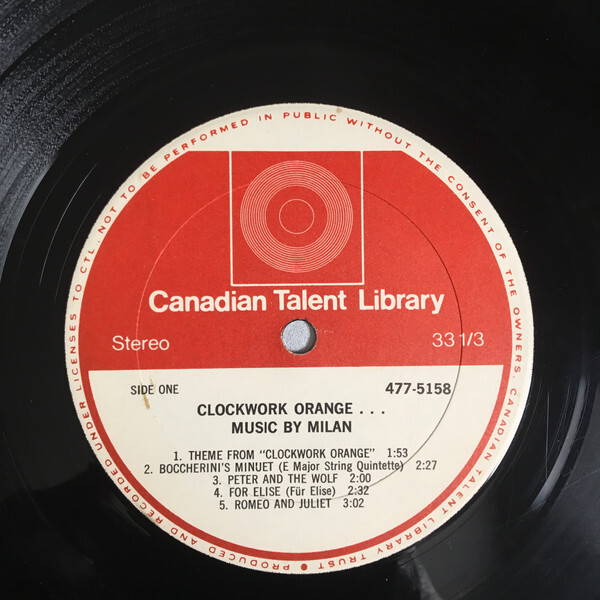 PRODUCED AND RECORDED UNDER LICENSES TO CTL. NOT TO BE PERFORMED IN PUBLIC WITHOUT THE CONSENT OF THE OWNERS, CANADIAN TALENT LIBRARY TRUST ●
Canadian Talent Library
Stereo 33 1/3
SIDE ONE 477-5158
CLOCKWORK ORANGE . . .
MUSIC BY MILAN
1. THEME FROM "CLOCKWORK ORANGE" 1:53
2. BOCCHERINI'S MINUET (E Major String Quintette) 2:27
3. PETER AND THE WOLF 2:00
4. FOR ELISE (Für Elise) 2:32
5. ROMEO AND JULIET 3:02